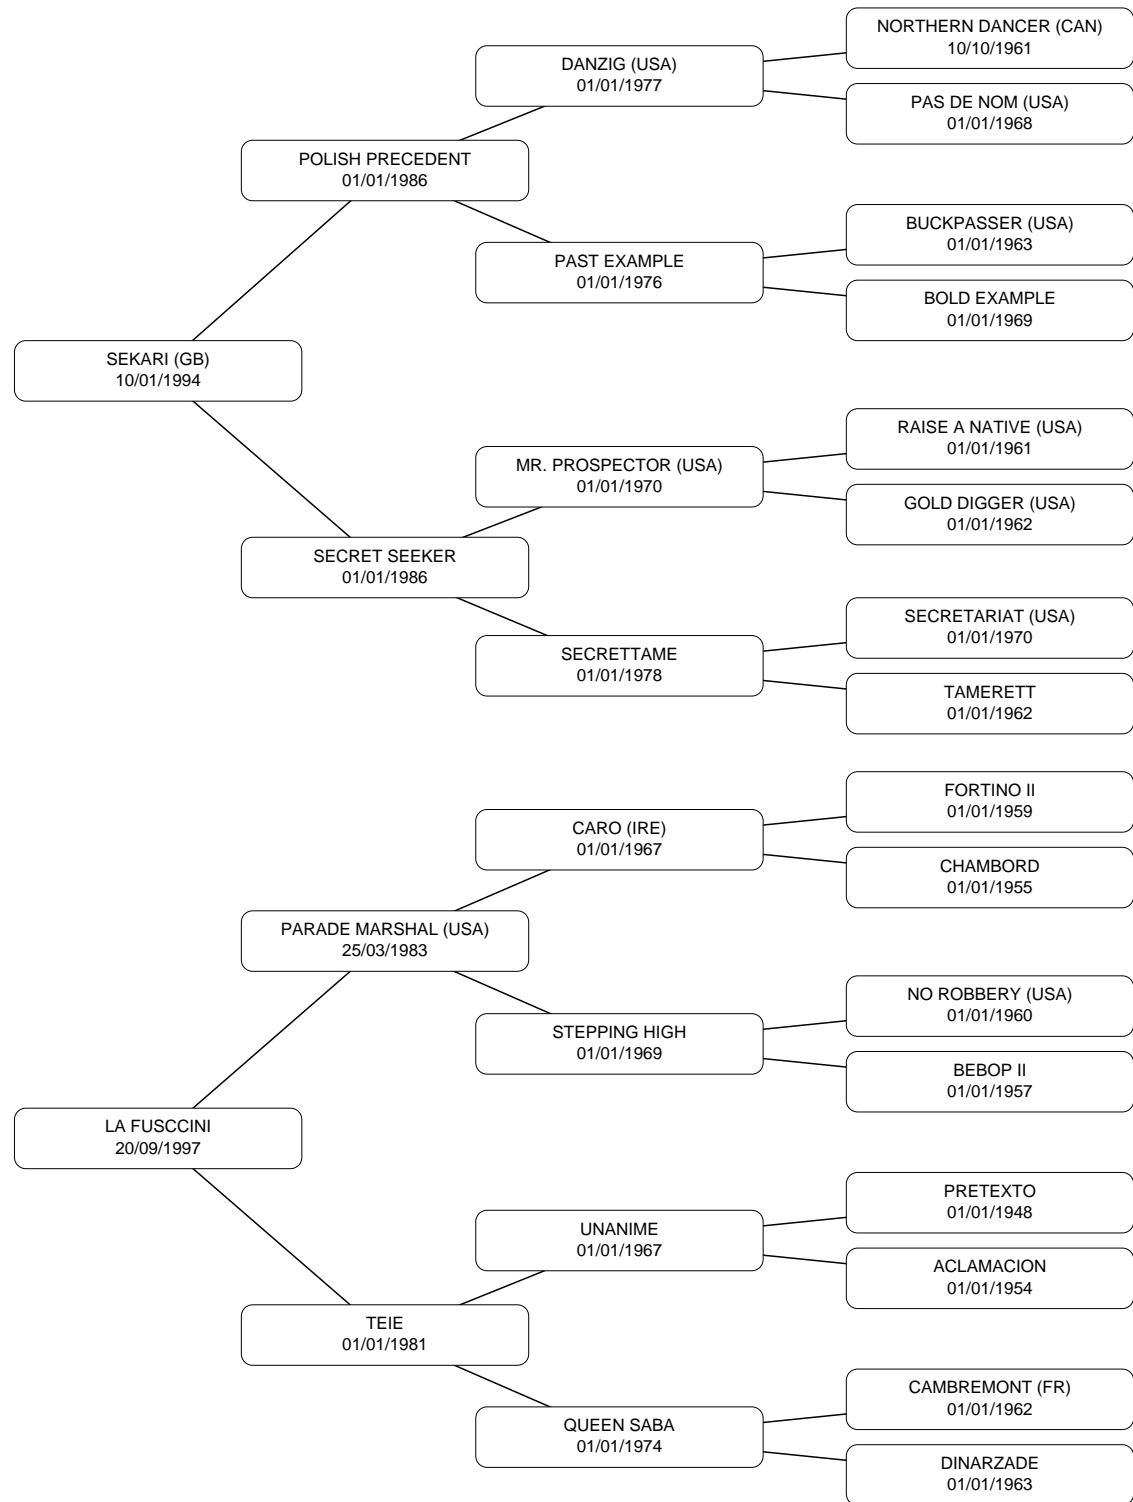 NORTHERN DANCER (CAN)
10/10/1961
DANZIG (USA)
01/01/1977
PAS DE NOM (USA)
01/01/1968
POLISH PRECEDENT
01/01/1986
BUCKPASSER (USA)
01/01/1963
PAST EXAMPLE
01/01/1976
BOLD EXAMPLE
01/01/1969
SEKARI (GB)
10/01/1994
RAISE A NATIVE (USA)
01/01/1961
MR. PROSPECTOR (USA)
01/01/1970
GOLD DIGGER (USA)
01/01/1962
SECRET SEEKER
01/01/1986
SECRETARIAT (USA)
01/01/1970
SECRETTAME
01/01/1978
TAMERETT
01/01/1962
FORTINO II
01/01/1959
CARO (IRE)
01/01/1967
CHAMBORD
01/01/1955
PARADE MARSHAL (USA)
25/03/1983
NO ROBBERY (USA)
01/01/1960
STEPPING HIGH
01/01/1969
BEBOP II
01/01/1957
LA FUSCCINI
20/09/1997
PRETEXTO
01/01/1948
UNANIME
01/01/1967
ACLAMACION
01/01/1954
TEIE
01/01/1981
CAMBREMONT (FR)
01/01/1962
QUEEN SABA
01/01/1974
DINARZADE
01/01/1963